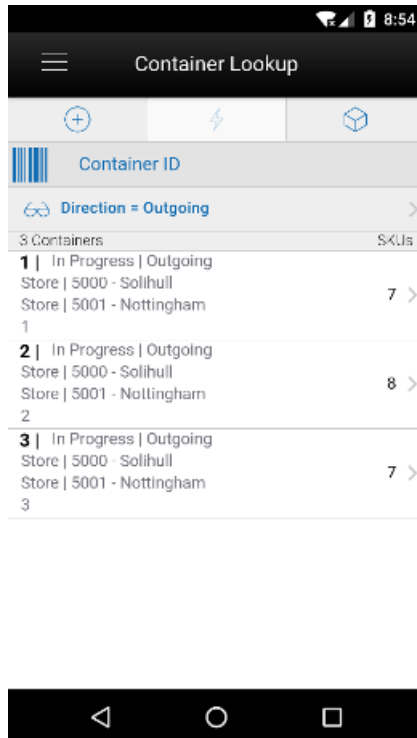 8:54
Container Lookup
Container ID
Direction = Outgoing
3 Containers SKUs
1 | In Progress | Outgoing
Store | 5000 - Solihull
Store | 5001 - Nottingham
7
1
2 | In Progress | Outgoing
Store | 5000 - Solihull
Store | 5001 - Nottingham
8
2
3 | In Progress | Outgoing
Store | 5000 - Solihull
Store | 5001 - Nottingham
7
3